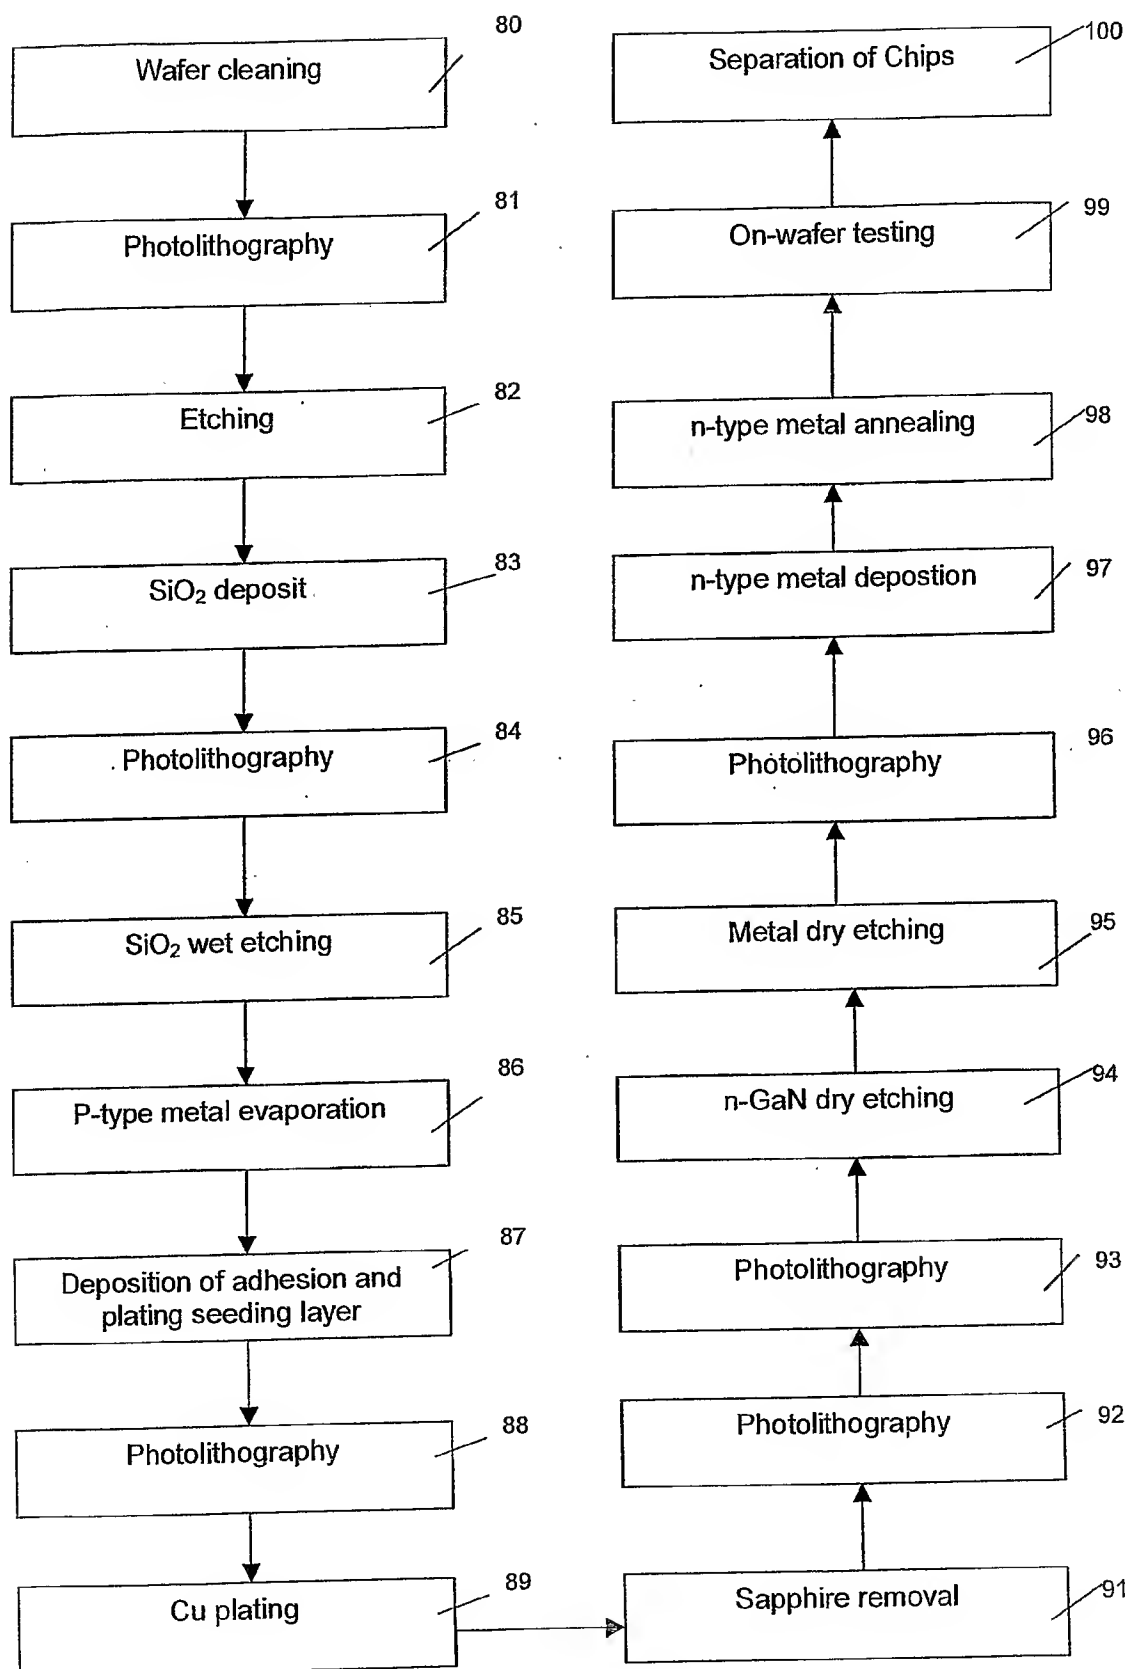 80
Wafer cleaning
81
Photolithography
82
Etching
83
SiO₂ deposit
84
Photolithography
85
SiO₂ wet etching
86
P-type metal evaporation
87
Deposition of adhesion and
plating seeding layer
88
Photolithography
89
Cu plating
91
Sapphire removal
92
Photolithography
93
Photolithography
94
n-GaN dry etching
95
Metal dry etching
96
Photolithography
97
n-type metal depostion
98
n-type metal annealing
99
On-wafer testing
100
Separation of Chips